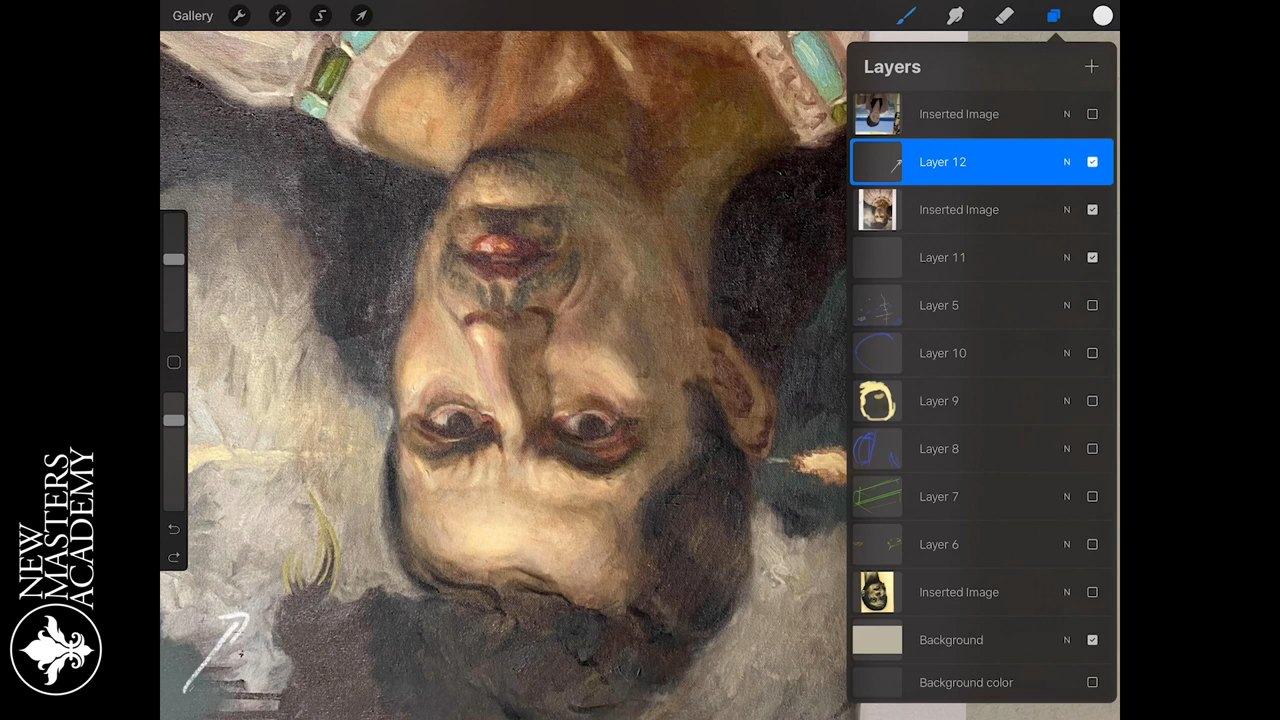 Gallery
Layers
Inserted Image N
Layer 12 N
Inserted Image N
Layer 11 N
Layer 5 N
Layer 10 N
Layer 9 N
Layer 8 N
Layer 7 N
Layer 6 N
Inserted Image N
Background N
Background color
NEW
MASTERS
ACADEMY